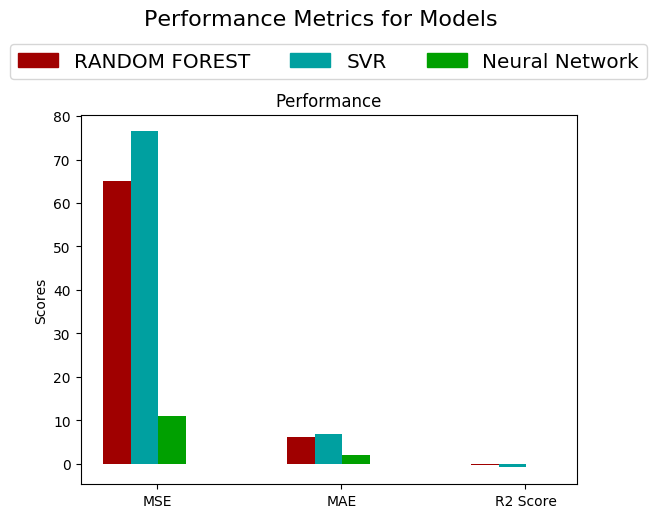 Performance Metrics for Models
RANDOM FOREST SVR Neural Network
Performance
80
70
60
50
40
30
20
10
0
Scores
MSE MAE R2 Score